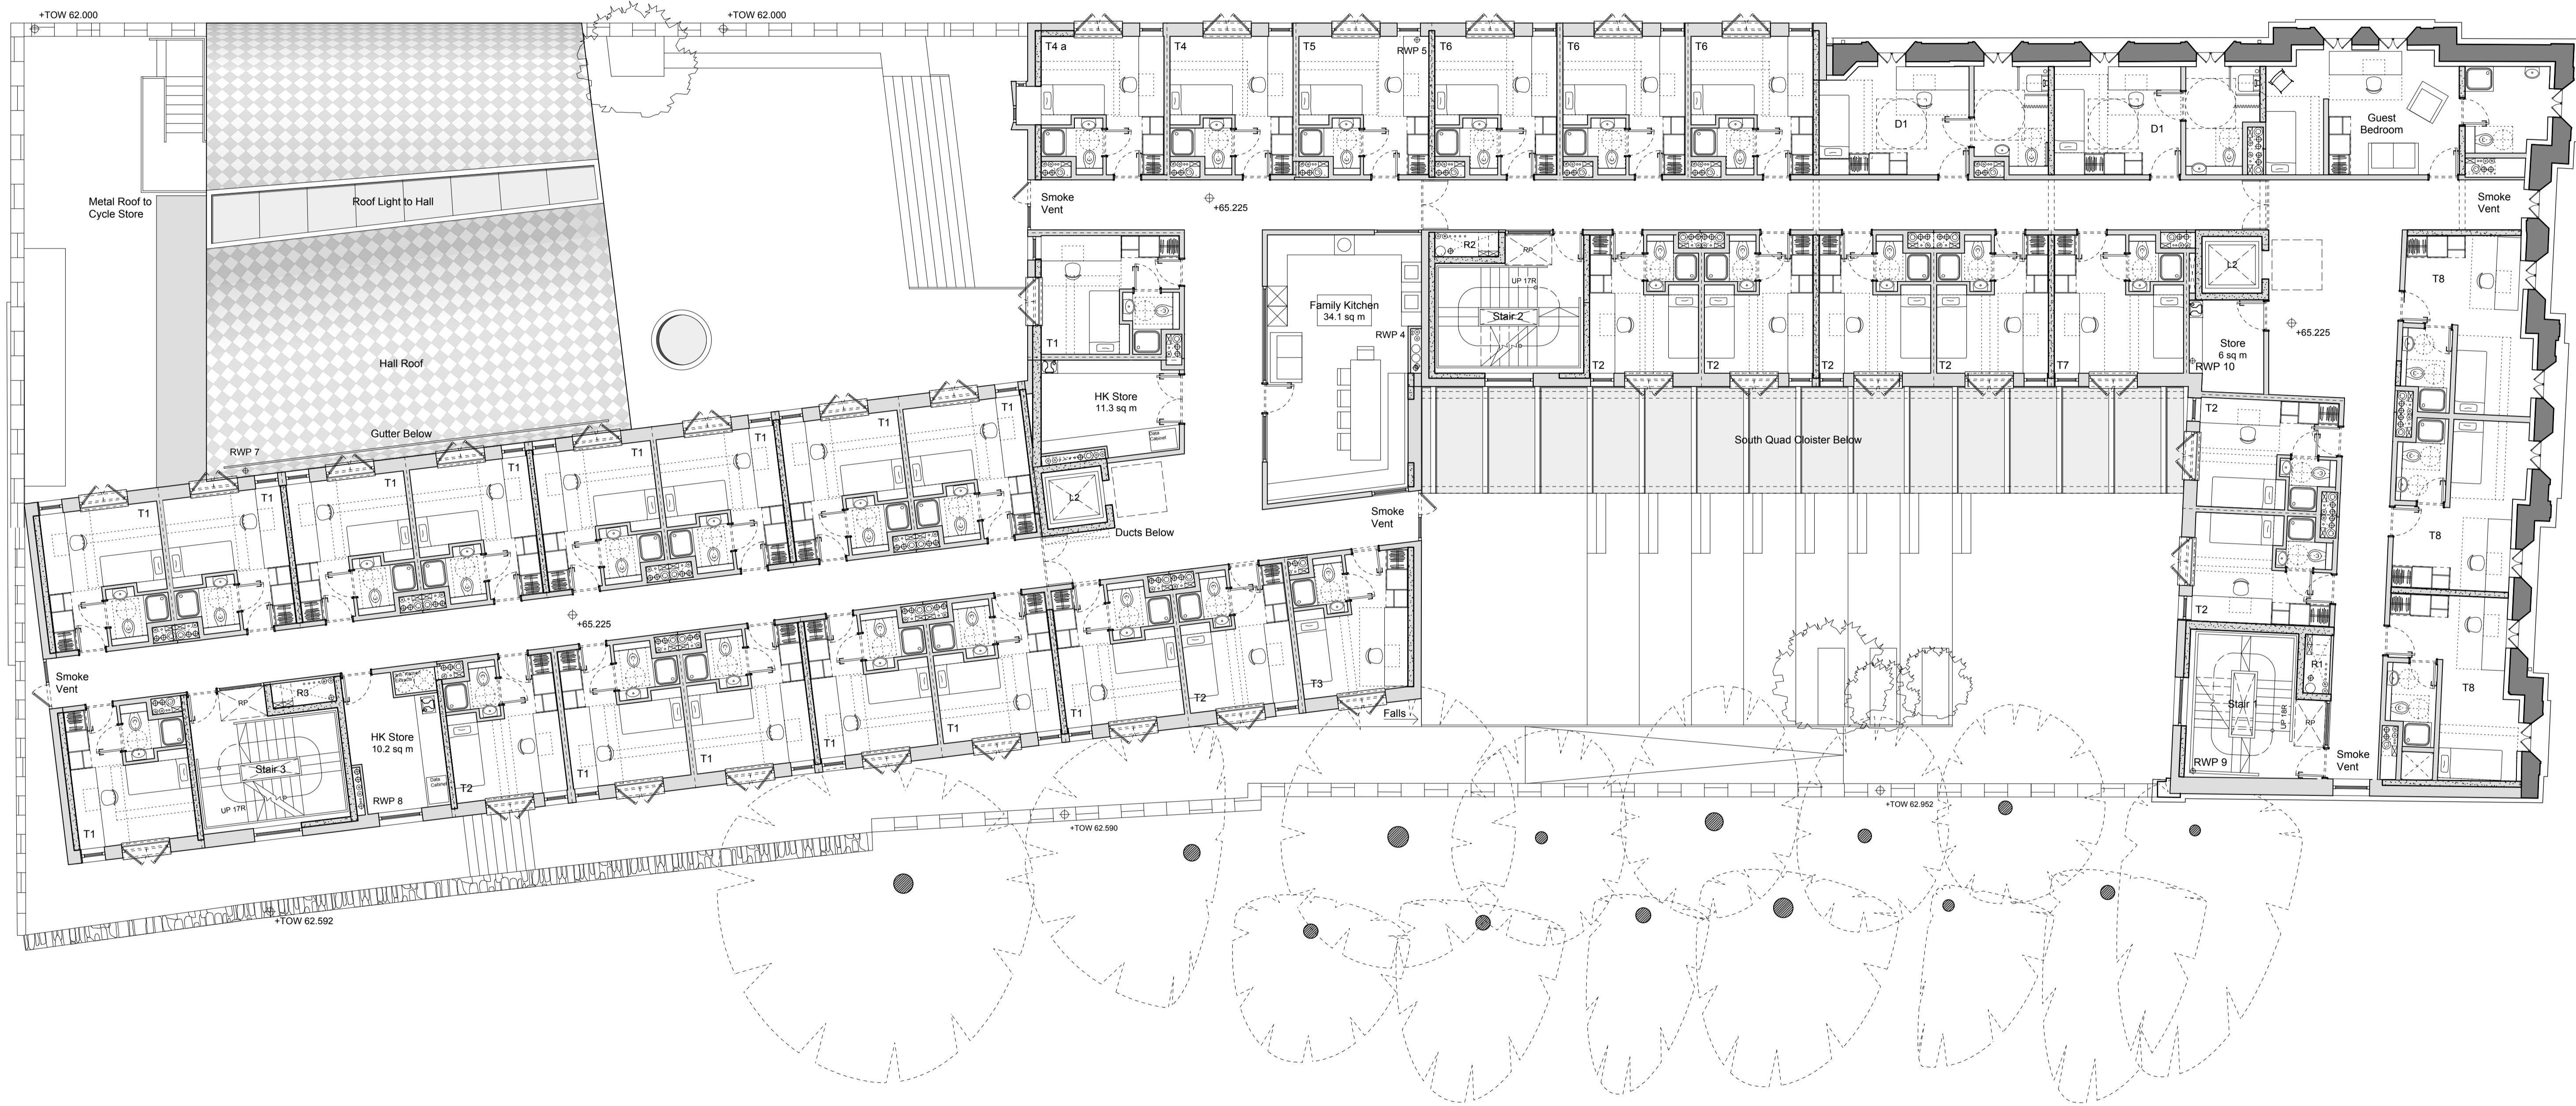 +TOW 62.000
+TOW 62.000
T4 a
T4
T5
RWP 5
T6
T6
T6
D1
D1
Guest
Bedroom
Metal Roof to
Cycle Store
Roof Light to Hall
Smoke
Vent
+65.225
Smoke
Vent
R2
RP
UP 17R
Stair 2
L2
T8
Family Kitchen
34.1 sq m
RWP 4
T1
T2
T2
T2
T2
T7
Store
6 sq m
RWP 10
+65.225
Hall Roof
HK Store
11.3 sq m
Data
Cabinet
Gutter Below
RWP 7
T1
T1
T1
T1
T1
T1
T1
T1
South Quad Cloister Below
T2
L2
Ducts Below
Smoke
Vent
T8
+65.225
T2
Smoke
Vent
R3
RP
HK Store
10.2 sq m
Data
Cabinet
Stair 3
UP 17R
RWP 8
T1
T2
T1
T1
T1
T1
T1
T2
T3
Falls
R1
Stair 1
UP 18R
RP
RWP 9
Smoke
Vent
T8
+TOW 62.590
+TOW 62.952
+TOW 62.592